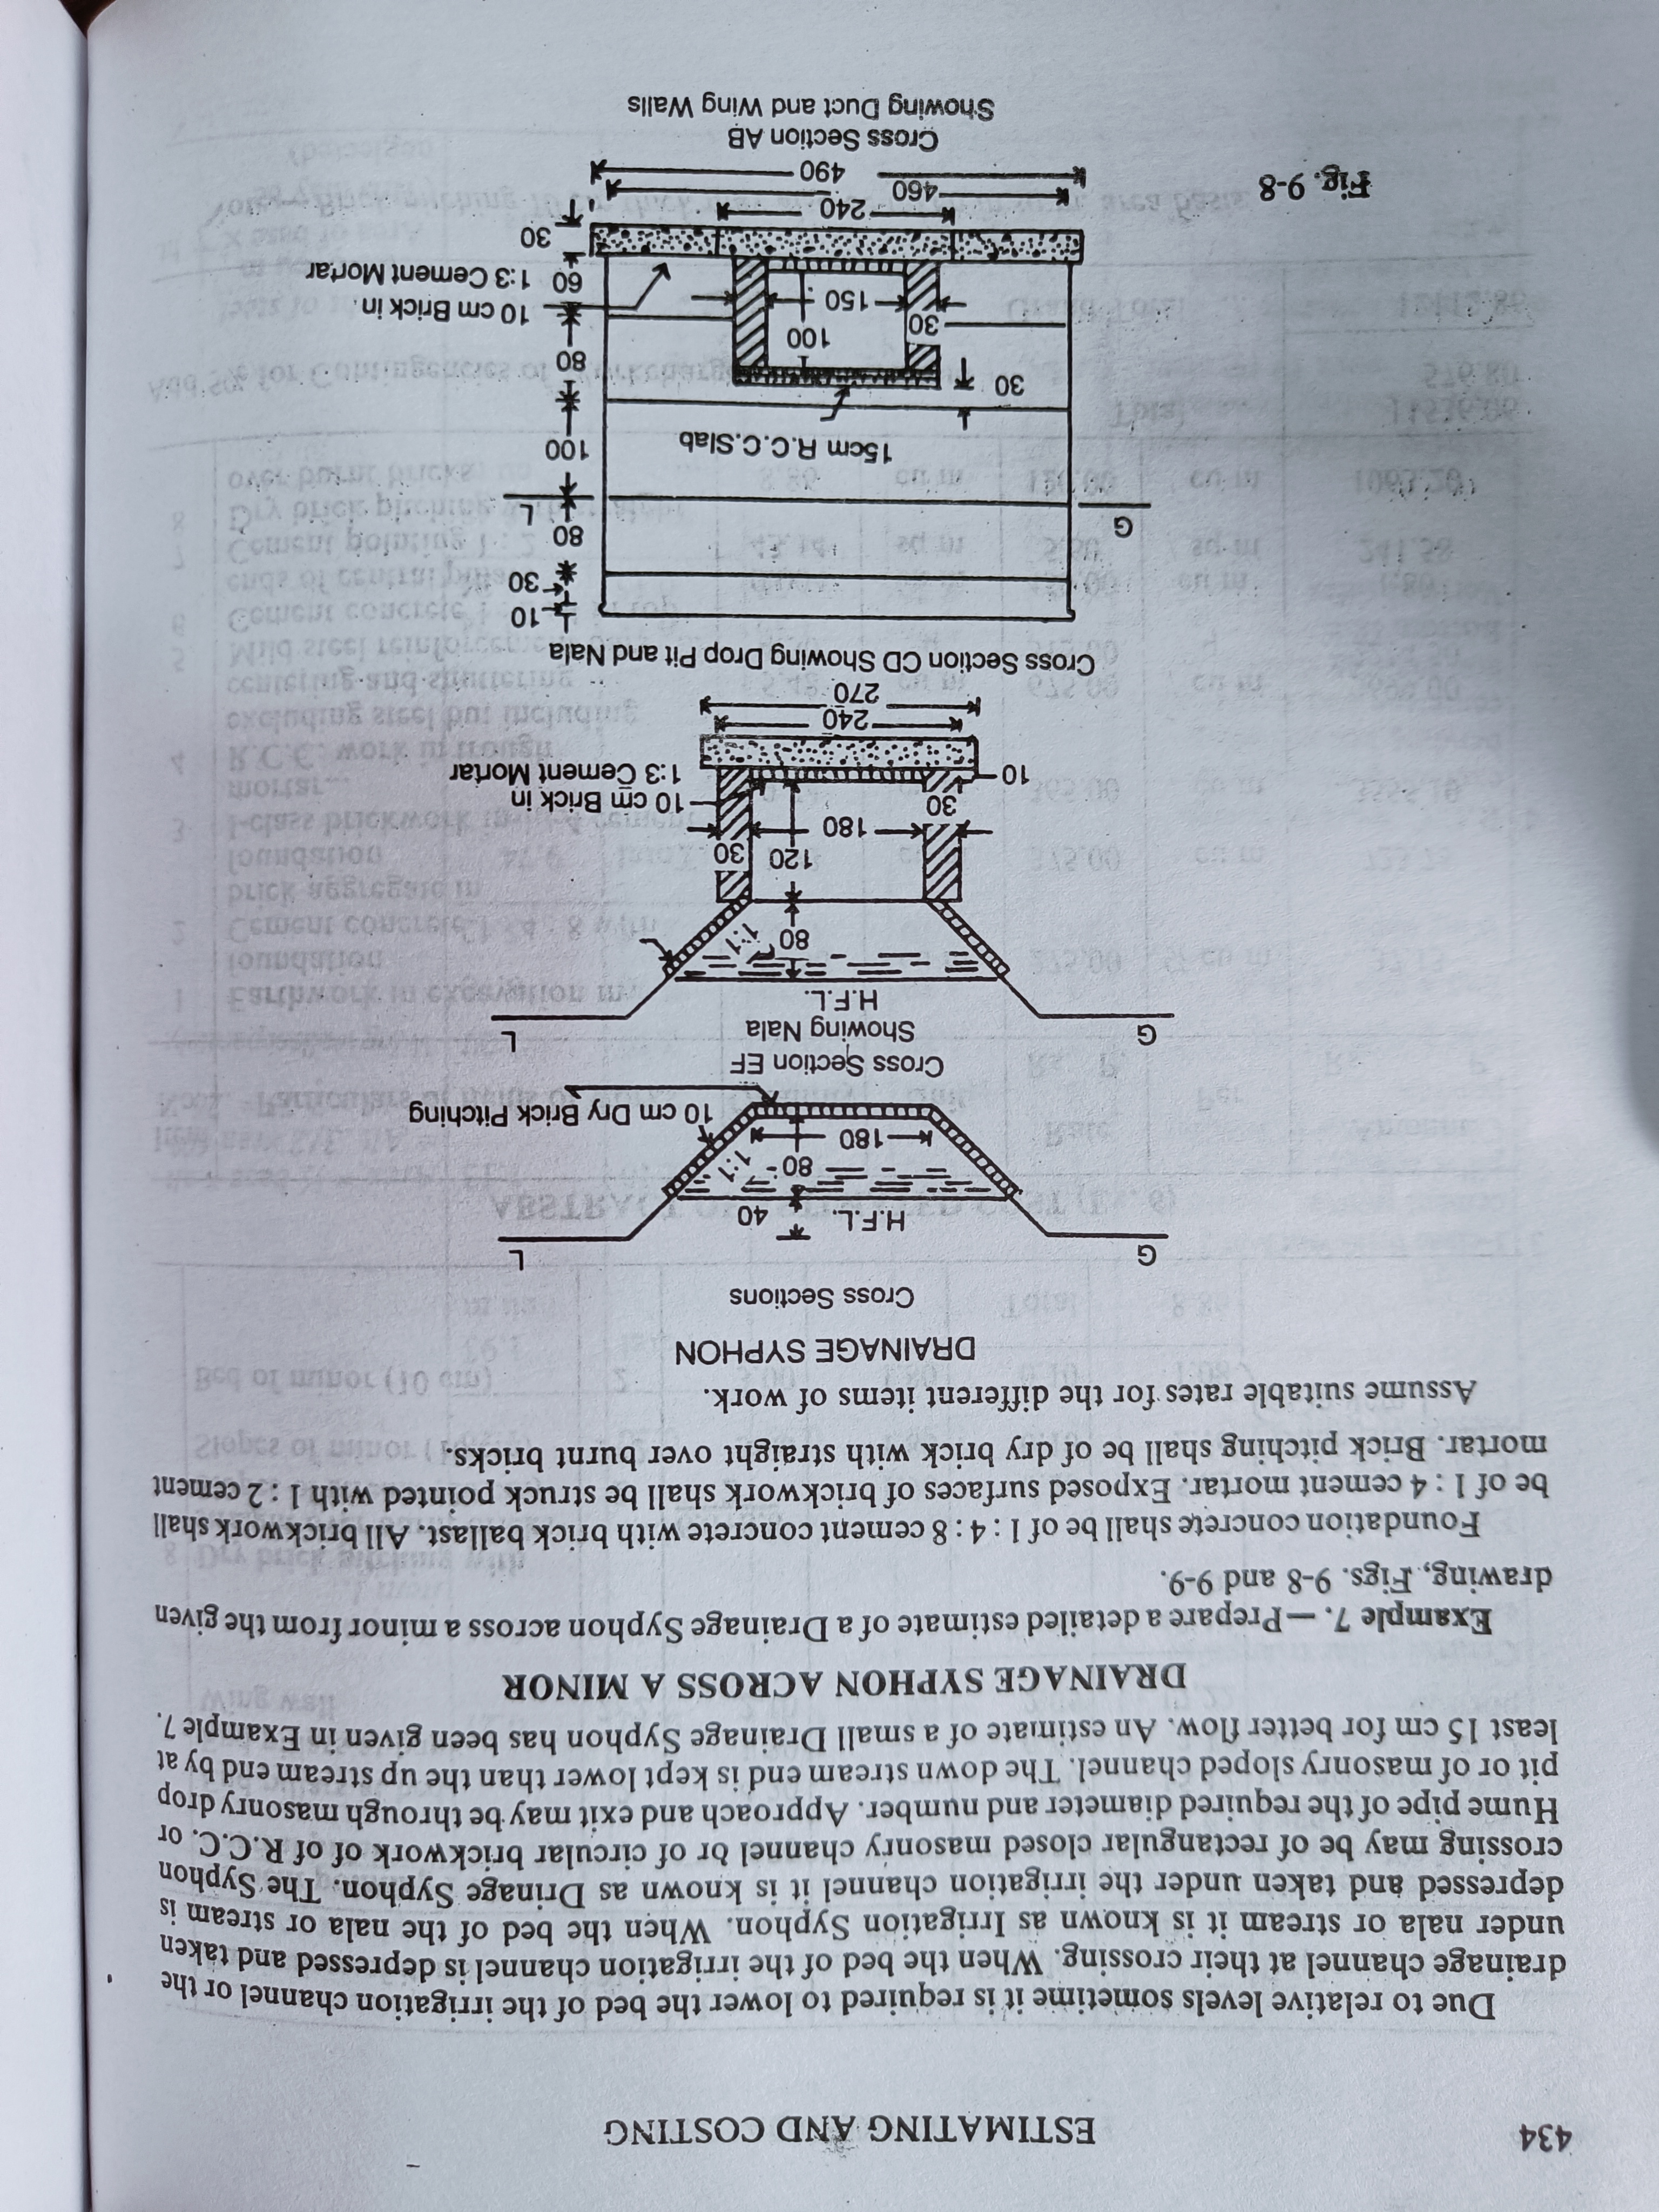 434
ESTIMATING AND COSTING
Due to relative levels sometime it is required to lower the bed of the irrigation channel or the
drainage channel at their crossing. When the bed of the irrigation channel is depressed and taken
under nala or stream it is known as Irrigation Syphon. When the bed of the nala or stream is
depressed and taken under the irrigation channel it is known as Drinage Syphon. The Syphon
crossing may be of rectangular closed masonry channel or of circular brickwork of of R.C.C. or
Hume pipe of the required diameter and number. Approach and exit may be through masonry drop
pit or of masonry sloped channel. The down stream end is kept lower than the up stream end by at
least 15 cm for better flow. An estimate of a small Drainage Syphon has been given in Example 7.
DRAINAGE SYPHON ACROSS A MINOR
Example 7. —Prepare a detailed estimate of a Drainage Syphon across a minor from the given
drawing, Figs. 9-8 and 9-9.
Foundation concrete shall be of 1 : 4 : 8 cement concrete with brick ballast. All brickwork shall
be of 1 : 4 cement mortar. Exposed surfaces of brickwork shall be struck pointed with 1 : 2 cement
mortar. Brick pitching shall be of dry brick with straight over burnt bricks.
Assume suitable rates for the different items of work.
DRAINAGE SYPHON
Cross Sections
G
L
H.F.L.
40
80
1:1
180
10 cm Dry Brick Pitching
Cross Section EF
Showing Nala
G
L
H.F.L.
80
1:1
120
30
180
30
10 cm Brick in
1:3 Cement Mortar
10
240
270
Cross Section CD Showing Drop Pit and Nala
10
30
80
G
L
100
15cm R.C.C.Slab
30
80
100
30
150
10 cm Brick in
1:3 Cement Mortar
60
30
240
460
490
Cross Section AB
Showing Duct and Wing Walls
Fig. 9-8